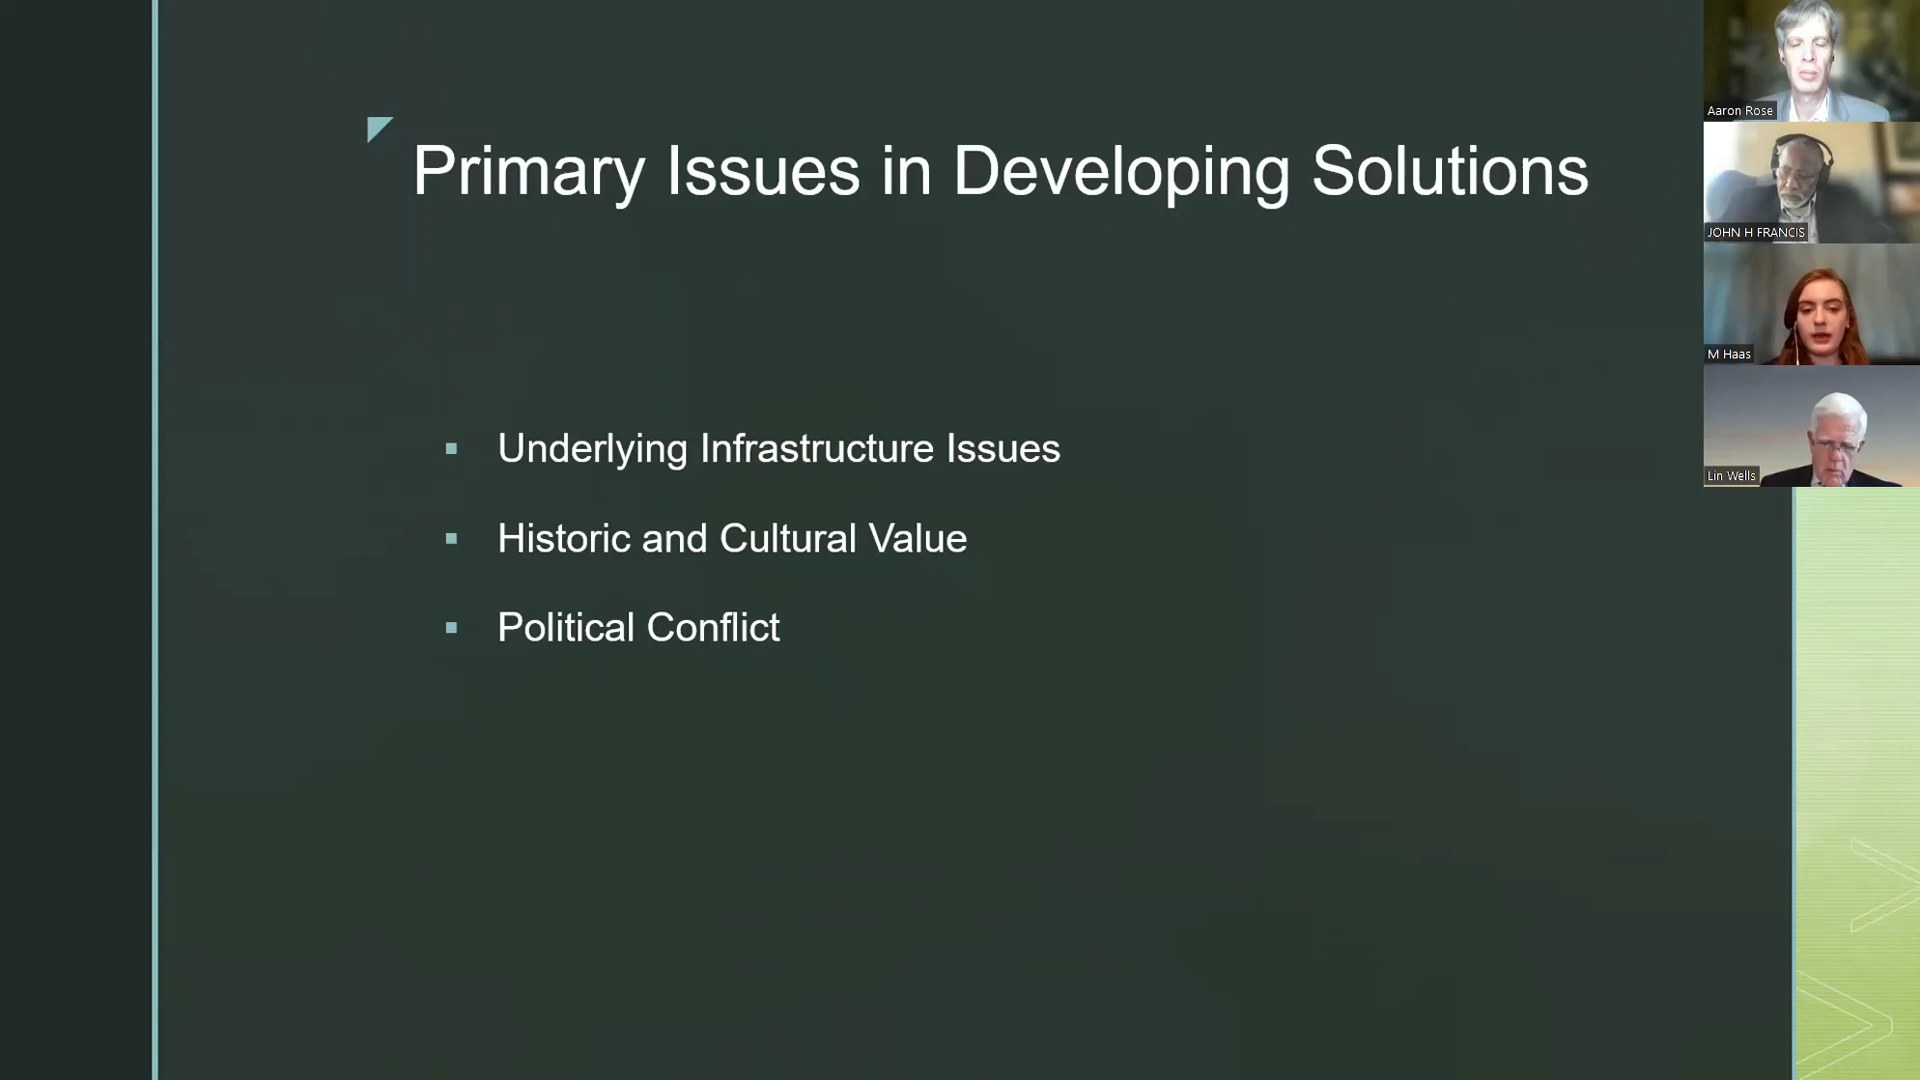 Primary Issues in Developing Solutions
Underlying Infrastructure Issues
Historic and Cultural Value
Political Conflict
Aaron Rose
JOHN H FRANCIS
M Haas
Lin Wells